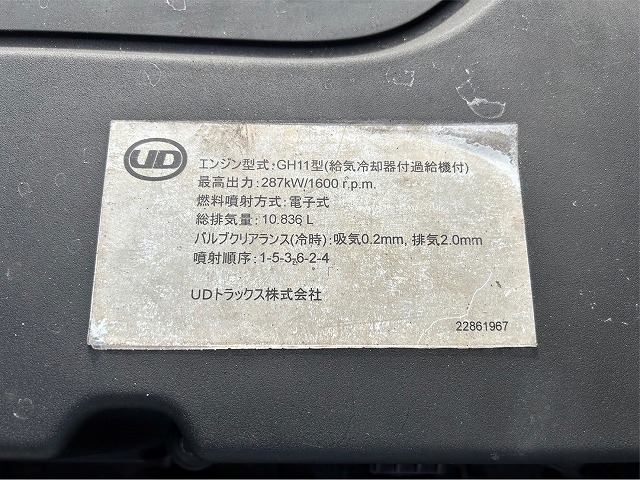 UD
エンジン型式:GH11型(給気冷却器付過給機付)
最高出力:287kW/1600 r.p.m.
燃料噴射方式:電子式
総排気量:10.836 L
バルブクリアランス(冷時):吸気0.2mm, 排気2.0mm
噴射順序:1-5-3-6-2-4
UDトラックス株式会社
22861967